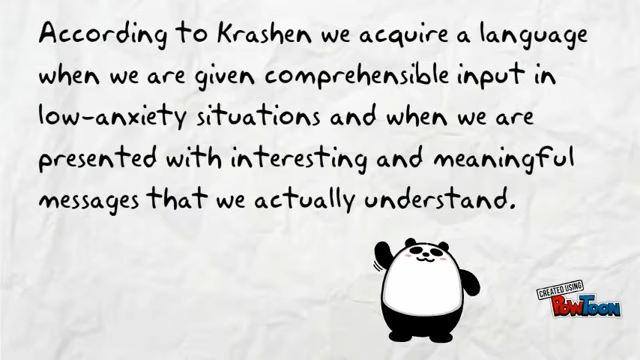 According to Krashen we acquire a language
when we are given comprehensible input in
low-anxiety situations and when we are
presented with interesting and meaningful
messages that we actually understand.
CREATED USING
POWTOON